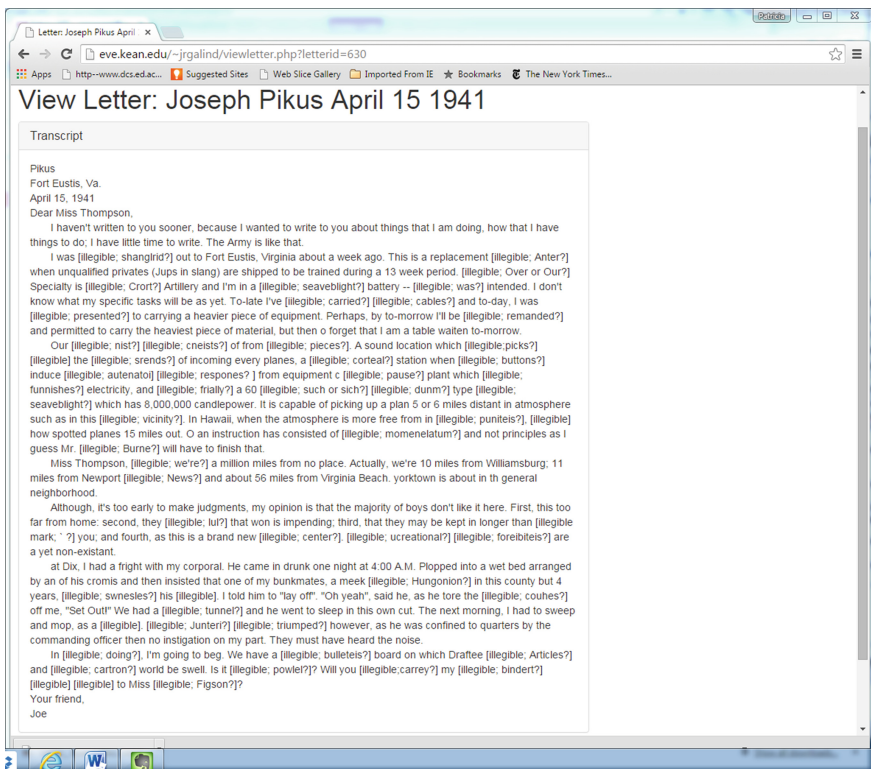 Patricia
Letter: Joseph Pikus April
eve.kean.edu/~jrgalind/viewletter.php?letterid=630
Apps http--www.dcs.ed.ac... Suggested Sites Web Slice Gallery Imported From IE Bookmarks The New York Times...
View Letter: Joseph Pikus April 15 1941
Transcript
Pikus
Fort Eustis, Va.
April 15, 1941
Dear Miss Thompson,
I haven't written to you sooner, because I wanted to write to you about things that I am doing, how that I have
things to do; I have little time to write. The Army is like that.
I was [illegible; shanglrid?] out to Fort Eustis, Virginia about a week ago. This is a replacement [illegible; Anter?]
when unqualified privates (Jups in slang) are shipped to be trained during a 13 week period. [illegible; Over or Our?]
Specialty is [illegible; Crort?] Artillery and I'm in a [illegible; seaveblight?] battery -- [illegible; was?] intended. I don't
know what my specific tasks will be as yet. To-late I've [illegible; carried?] [illegible; cables?] and to-day, I was
[illegible; presented?] to carrying a heavier piece of equipment. Perhaps, by to-morrow I'll be [illegible; remanded?]
and permitted to carry the heaviest piece of material, but then o forget that I am a table waiten to-morrow.
Our [illegible; nist?] [illegible; cneists?] of from [illegible; pieces?]. A sound location which [illegible;picks?]
[illegible] the [illegible; srends?] of incoming every planes, a [illegible; corteal?] station when [illegible; buttons?]
induce [illegible; autenatoi] [illegible; respones? ] from equipment c [illegible; pause?] plant which [illegible;
funnishes?] electricity, and [illegible; frially?] a 60 [illegible; such or sich?] [illegible; dunm?] type [illegible;
seaveblight?] which has 8,000,000 candlepower. It is capable of picking up a plan 5 or 6 miles distant in atmosphere
such as in this [illegible; vicinity?]. In Hawaii, when the atmosphere is more free from in [illegible; puniteis?], [illegible]
how spotted planes 15 miles out. O an instruction has consisted of [illegible; momenelatum?] and not principles as I
guess Mr. [illegible; Burne?] will have to finish that.
Miss Thompson, [illegible; we're?] a million miles from no place. Actually, we're 10 miles from Williamsburg; 11
miles from Newport [illegible; News?] and about 56 miles from Virginia Beach. yorktown is about in th general
neighborhood.
Although, it's too early to make judgments, my opinion is that the majority of boys don't like it here. First, this too
far from home: second, they [illegible; lul?] that won is impending; third, that they may be kept in longer than [illegible
mark; ` ?] you; and fourth, as this is a brand new [illegible; center?]. [illegible; ucreational?] [illegible; foreibiteis?] are
a yet non-existant.
at Dix, I had a fright with my corporal. He came in drunk one night at 4:00 A.M. Plopped into a wet bed arranged
by an of his cromis and then insisted that one of my bunkmates, a meek [illegible; Hungonion?] in this county but 4
years, [illegible; swnesles?] his [illegible]. I told him to "lay off". "Oh yeah", said he, as he tore the [illegible; couhes?]
off me, "Set Out!" We had a [illegible; tunnel?] and he went to sleep in this own cut. The next morning, I had to sweep
and mop, as a [illegible]. [illegible; Junteri?] [illegible; triumped?] however, as he was confined to quarters by the
commanding officer then no instigation on my part. They must have heard the noise.
In [illegible; doing?], I'm going to beg. We have a [illegible; bulleteis?] board on which Draftee [illegible; Articles?]
and [illegible; cartron?] world be swell. Is it [illegible; powlel?]? Will you [illegible;carrey?] my [illegible; bindert?]
[illegible] [illegible] to Miss [illegible; Figson?]?
Your friend,
Joe